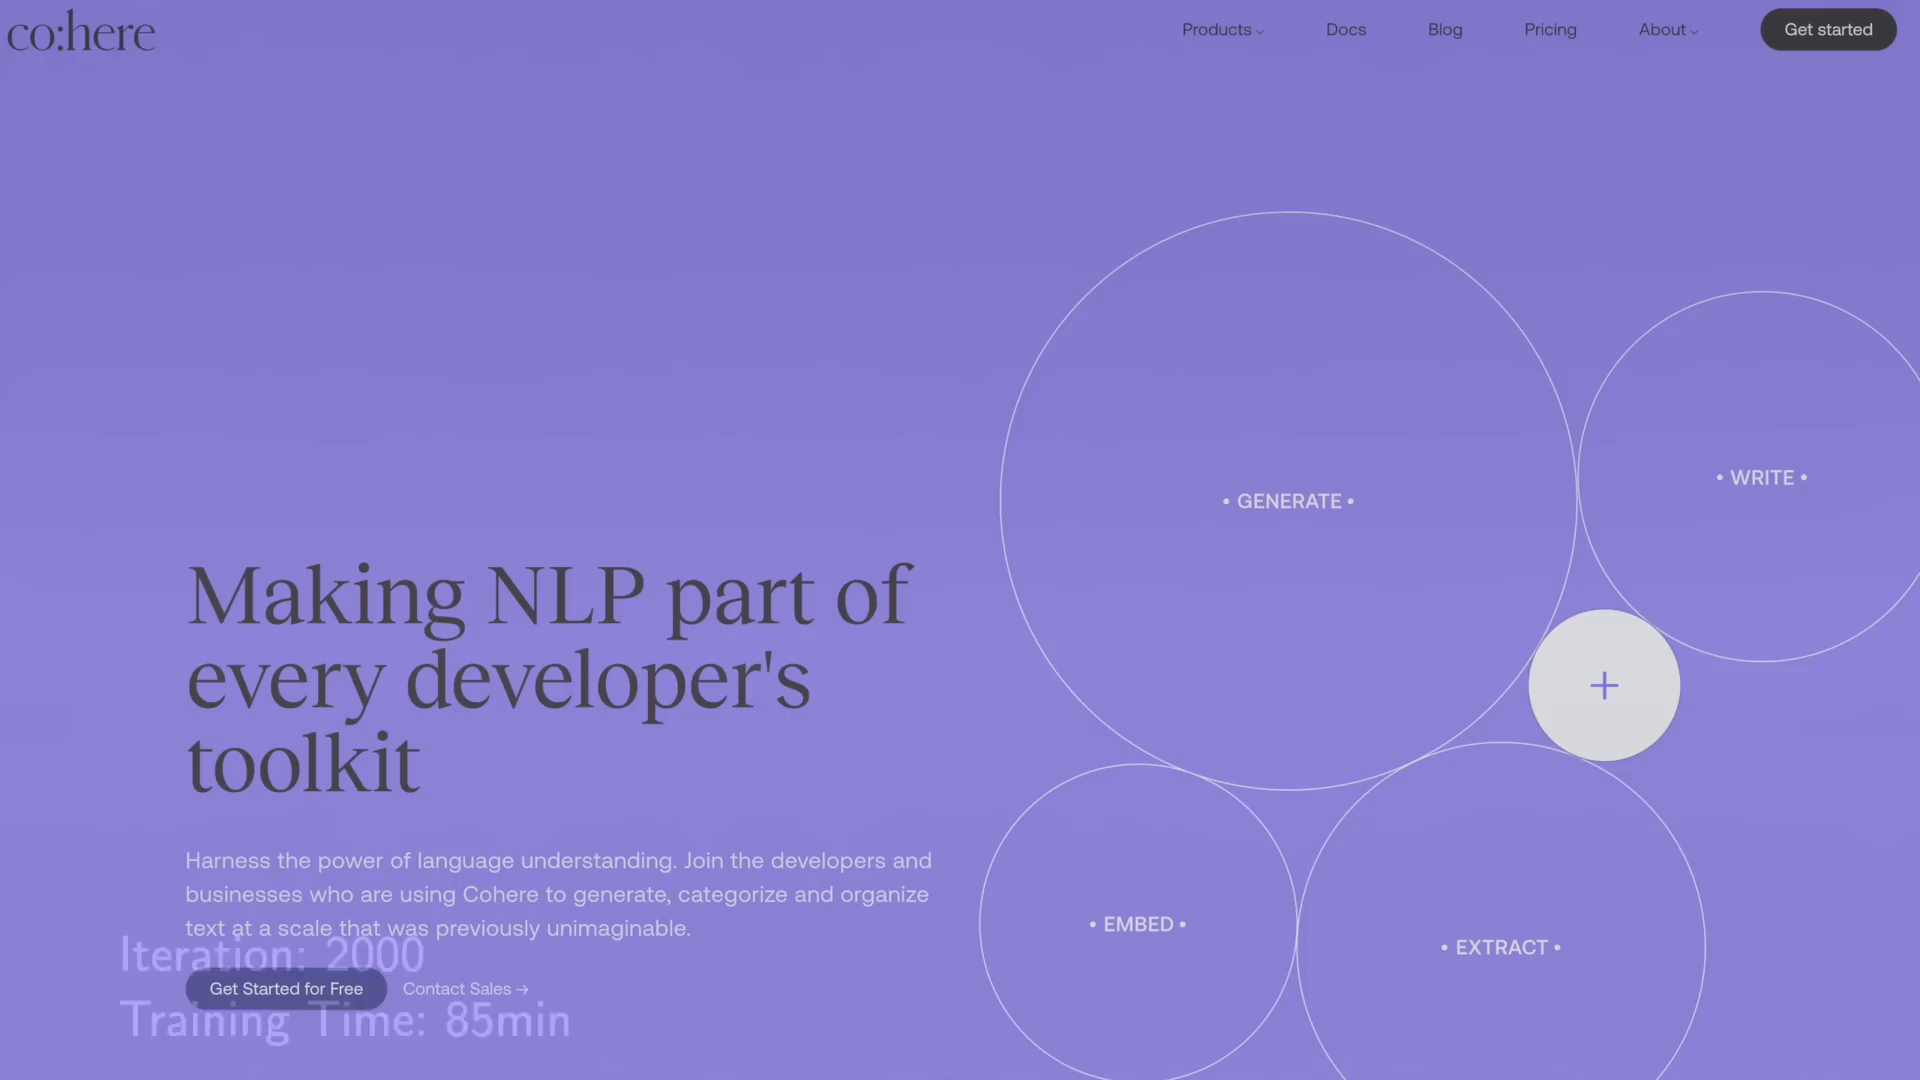 co:here
Products
Docs
Blog
Pricing
About
Get started
• GENERATE •
• WRITE •
Making NLP part of
every developer's
toolkit
+
Harness the power of language understanding. Join the developers and
businesses who are using Cohere to generate, categorize and organize
text at a scale that was previously unimaginable.
• EMBED •
• EXTRACT •
Iteration: 2000
Get Started for Free
Contact Sales →
Training Time: 85min